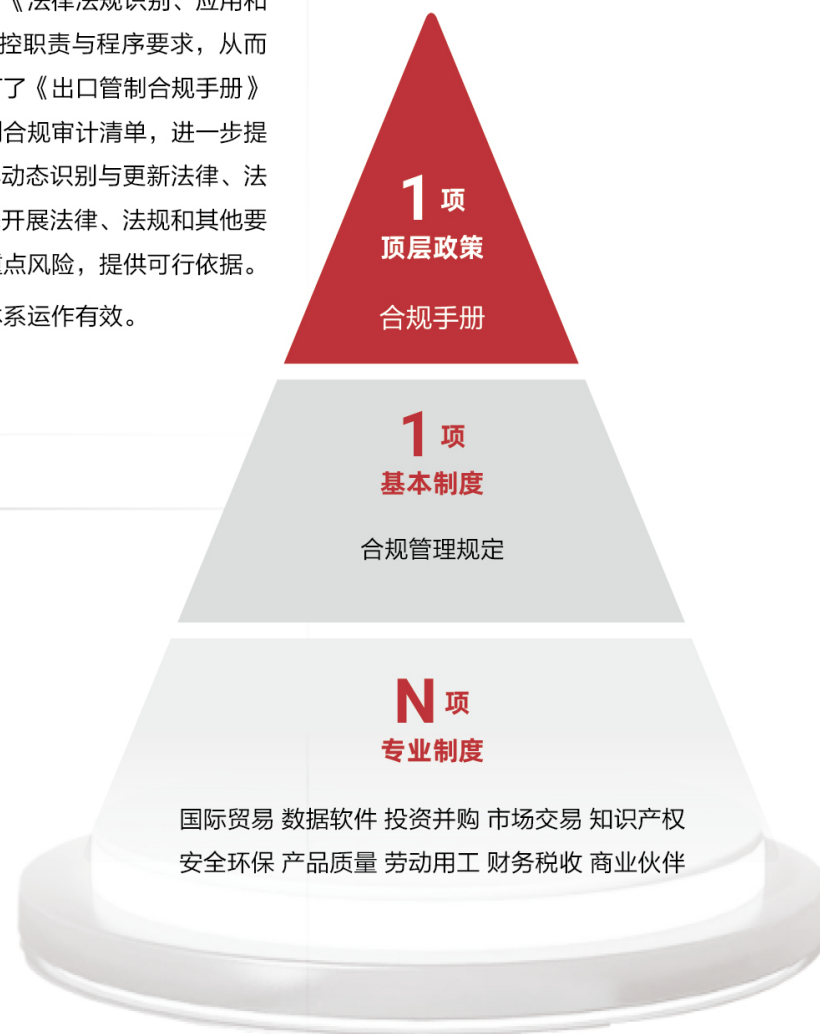 《法律法规识别、应用和
控职责与程序要求，从而
了《出口管制合规手册》
合规审计清单，进一步提
动态识别与更新法律、法
开展法律、法规和其他要
点风险，提供可行依据。
系运作有效。
1 项
顶层政策
合规手册
1 项
基本制度
合规管理规定
N 项
专业制度
国际贸易 数据软件 投资并购 市场交易 知识产权
安全环保 产品质量 劳动用工 财务税收 商业伙伴